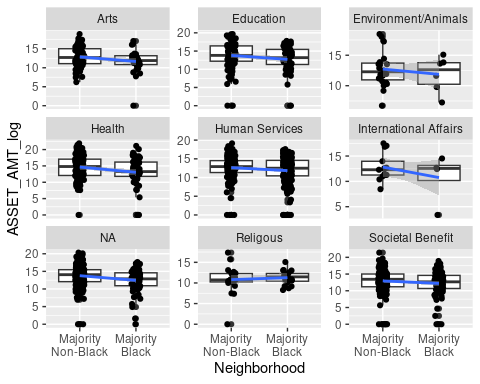 Arts
Education
Environment/Animals
15
10
5
0
20
15
10
5
0
15
10
Health
Human Services
International Affairs
20
15
10
5
0
20
15
10
5
0
15
10
5
NA
Religous
Societal Benefit
20
15
10
5
0
15
10
5
0
20
15
10
5
0
Majority
Non-Black
Majority
Black
Majority
Non-Black
Majority
Black
Majority
Non-Black
Majority
Black
Neighborhood
ASSET_AMT_log